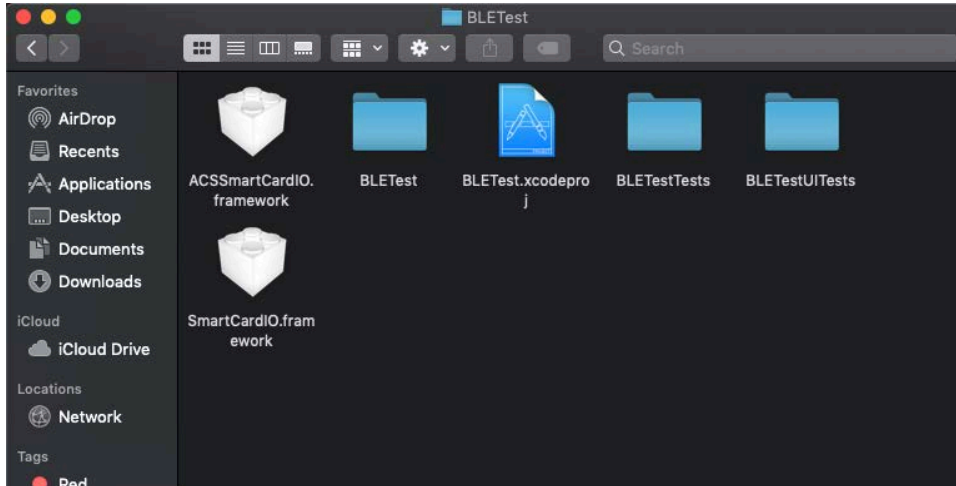 BLETest
Search
Favorites
AirDrop
Recents
Applications
Desktop
Documents
Downloads
iCloud
iCloud Drive
Locations
Network
Tags
Red
ACSSmartCardIO.
framework
BLETest
BLETest.xcodepro
j
BLETestTests
BLETestUITests
SmartCardIO.fram
ework